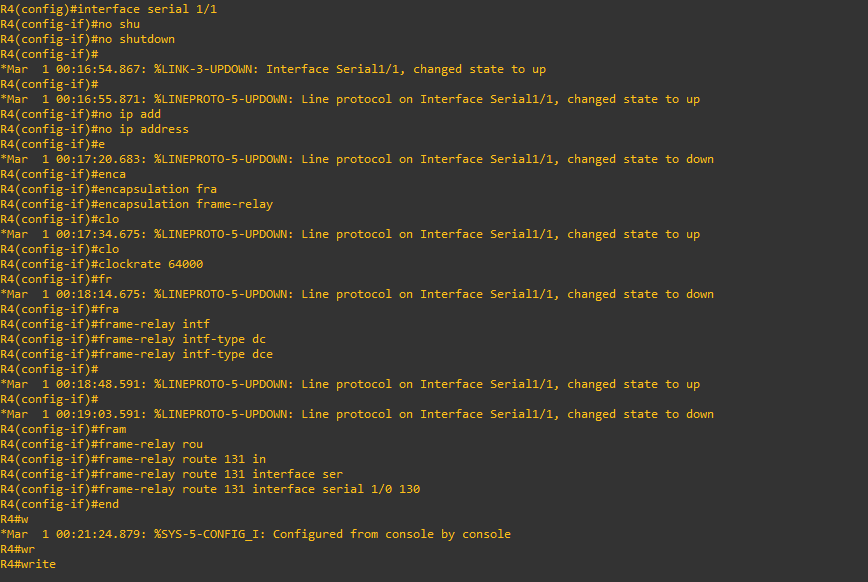 R4(config)#interface serial 1/1
R4(config-if)#no shu
R4(config-if)#no shutdown
R4(config-if)#
*Mar  1 00:16:54.867: %LINK-3-UPDOWN: Interface Serial1/1, changed state to up
R4(config-if)#
*Mar  1 00:16:55.871: %LINEPROTO-5-UPDOWN: Line protocol on Interface Serial1/1, changed state to up
R4(config-if)#no ip add
R4(config-if)#no ip address
R4(config-if)#e
*Mar  1 00:17:20.683: %LINEPROTO-5-UPDOWN: Line protocol on Interface Serial1/1, changed state to down
R4(config-if)#enca
R4(config-if)#encapsulation fra
R4(config-if)#encapsulation frame-relay
R4(config-if)#clo
*Mar  1 00:17:34.675: %LINEPROTO-5-UPDOWN: Line protocol on Interface Serial1/1, changed state to up
R4(config-if)#clo
R4(config-if)#clockrate 64000
R4(config-if)#fr
*Mar  1 00:18:14.675: %LINEPROTO-5-UPDOWN: Line protocol on Interface Serial1/1, changed state to down
R4(config-if)#fra
R4(config-if)#frame-relay intf
R4(config-if)#frame-relay intf-type dc
R4(config-if)#frame-relay intf-type dce
R4(config-if)#
*Mar  1 00:18:48.591: %LINEPROTO-5-UPDOWN: Line protocol on Interface Serial1/1, changed state to up
R4(config-if)#
*Mar  1 00:19:03.591: %LINEPROTO-5-UPDOWN: Line protocol on Interface Serial1/1, changed state to down
R4(config-if)#fram
R4(config-if)#frame-relay rou
R4(config-if)#frame-relay route 131 in
R4(config-if)#frame-relay route 131 interface ser
R4(config-if)#frame-relay route 131 interface serial 1/0 130
R4(config-if)#end
R4#w
*Mar  1 00:21:24.879: %SYS-5-CONFIG_I: Configured from console by console
R4#wr
R4#write